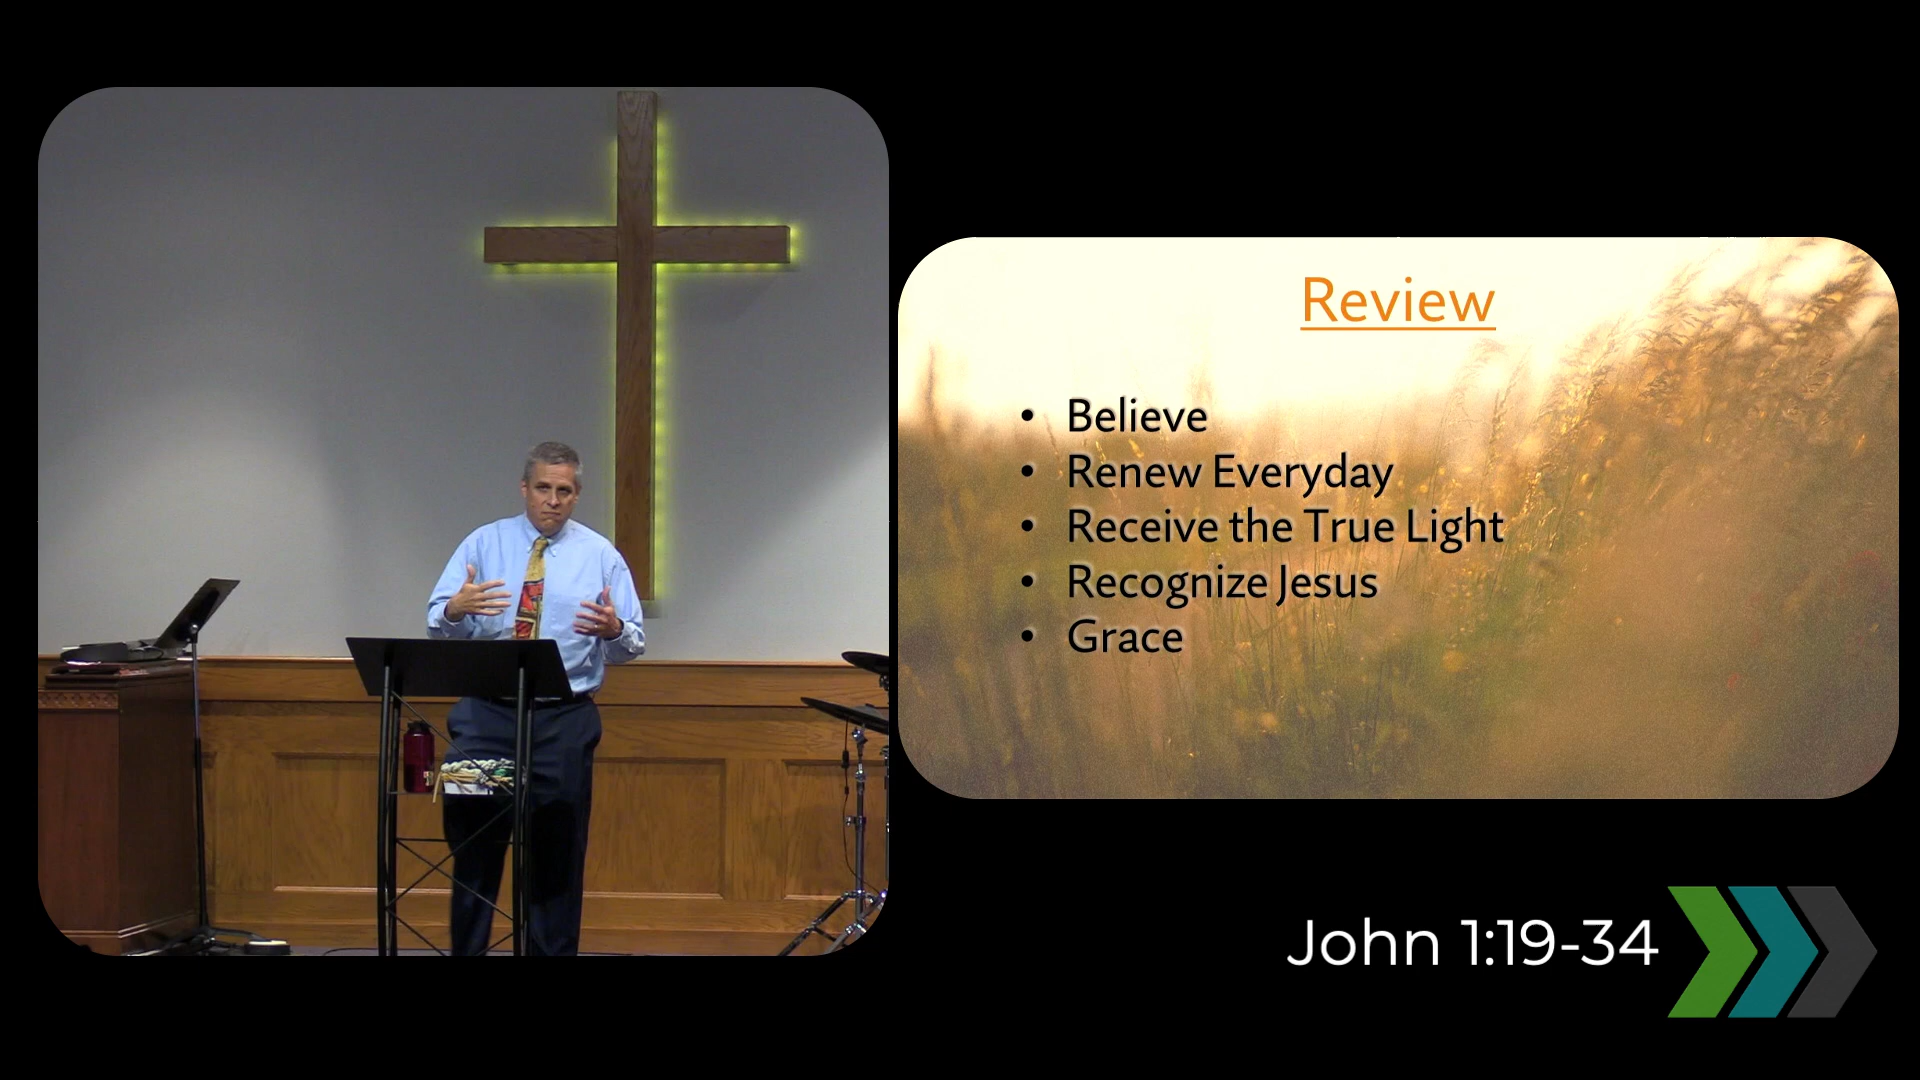 Review
• Believe
• Renew Everyday
• Receive the True Light
• Recognize Jesus
• Grace
John 1:19-34